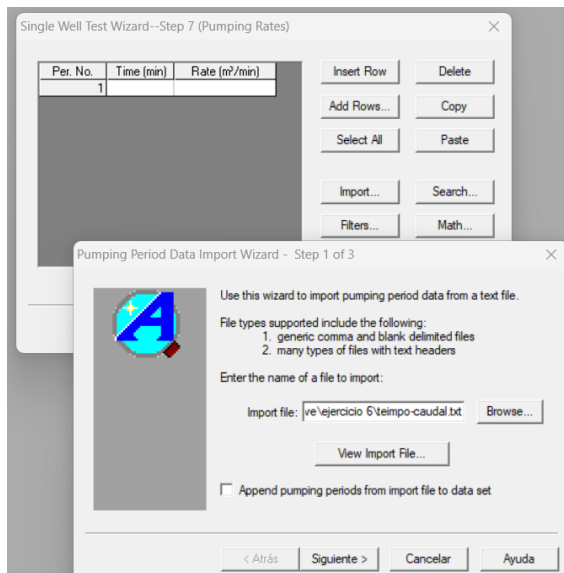 Single Well Test Wizard--Step 7 (Pumping Rates)
Per. No. Time (min) Rate (m³/min)
1
Insert Row Delete
Add Rows... Copy
Select All Paste
Import... Search...
Filters... Math...
Pumping Period Data Import Wizard - Step 1 of 3
A
Use this wizard to import pumping period data from a text file.
File types supported include the following:
1. generic comma and blank delimited files
2. many types of files with text headers
Enter the name of a file to import:
Import file: ve\ejercicio 6\teimpo-caudal.txt Browse...
View Import File...
Append pumping periods from import file to data set
< Atrás Siguiente > Cancelar Ayuda